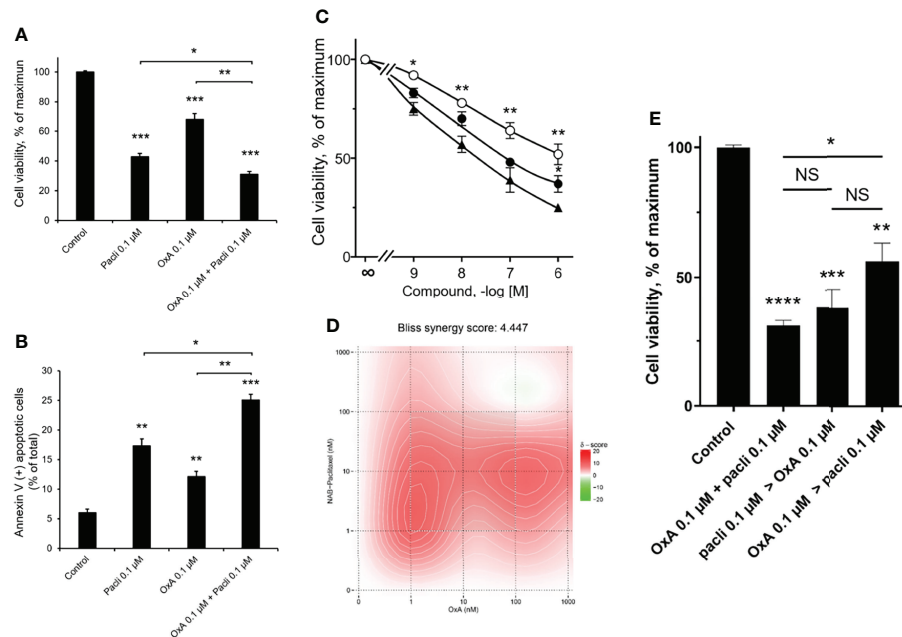 A
Cell viability, % of maximun
100
80
60
40
20
0
***
***
***
*
**
Control
Pacli 0.1 µM
OxA 0.1 µM
OxA 0.1 µM + Pacli 0.1 µM
B
Annexin V (+) apoptotic cells
(% of total)
30
25
20
15
10
5
0
**
**
***
*
**
Control
Pacli 0.1 µM
OxA 0.1 µM
OxA 0.1 µM + Pacli 0.1 µM
C
Cell viability, % of maximum
100
50
0
*
**
**
**
*
∞
9
8
7
6
Compound, -log [M]
D
Bliss synergy score: 4.447
NAB-Paclitaxel (nM)
1000
100
10
1
0
0
1
10
100
1000
OxA (nM)
δ - score
20
10
0
-10
-20
E
Cell viability, % of maximum
100
50
0
*
NS
NS
****
***
**
Control
OxA 0.1 µM + pacli 0.1 µM
pacli 0.1 µM > OxA 0.1 µM
OxA 0.1 µM > pacli 0.1 µM